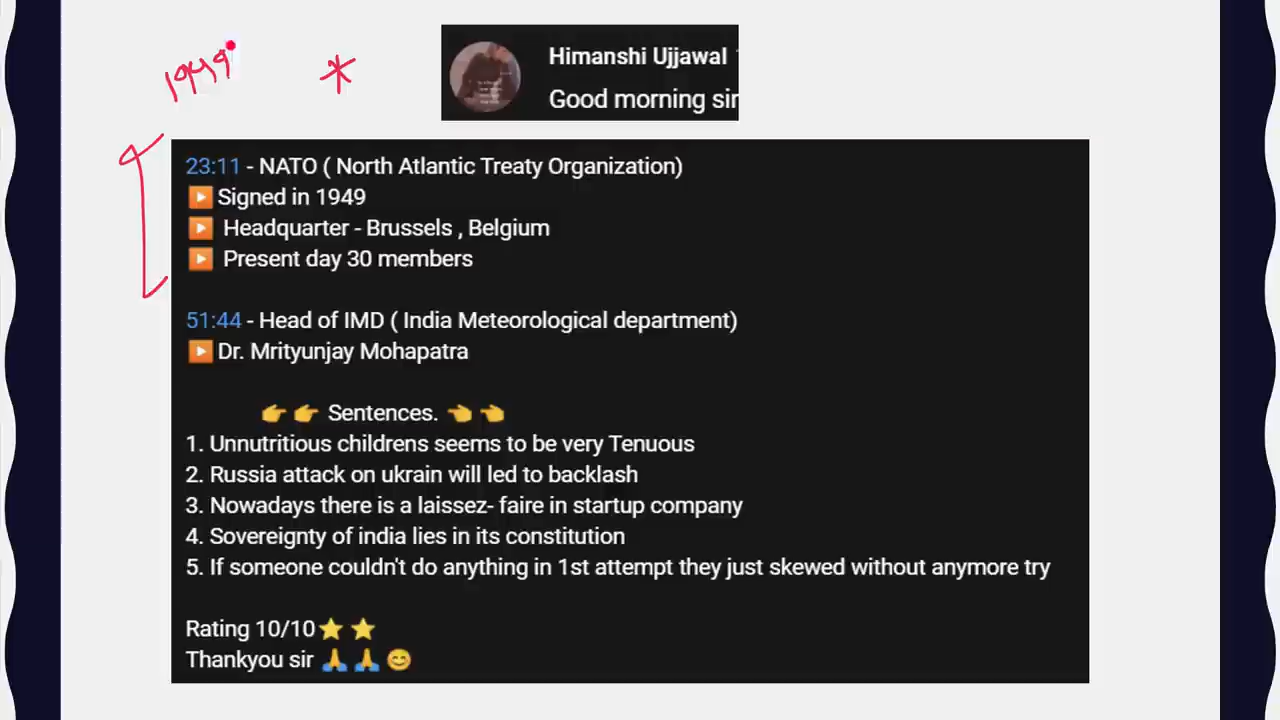 1949
*
Himanshi Ujjawal
Good morning sir
23:11 - NATO ( North Atlantic Treaty Organization)
▶️ Signed in 1949
▶️ Headquarter - Brussels , Belgium
▶️ Present day 30 members
51:44 - Head of IMD ( India Meteorological department)
▶️ Dr. Mrityunjay Mohapatra
👉 👉 Sentences. 👈 👈
1. Unnutritious childrens seems to be very Tenuous
2. Russia attack on ukrain will led to backlash
3. Nowadays there is a laissez- faire in startup company
4. Sovereignty of india lies in its constitution
5. If someone couldn't do anything in 1st attempt they just skewed without anymore try
Rating 10/10⭐ ⭐
Thankyou sir 🙏 🙏 😊